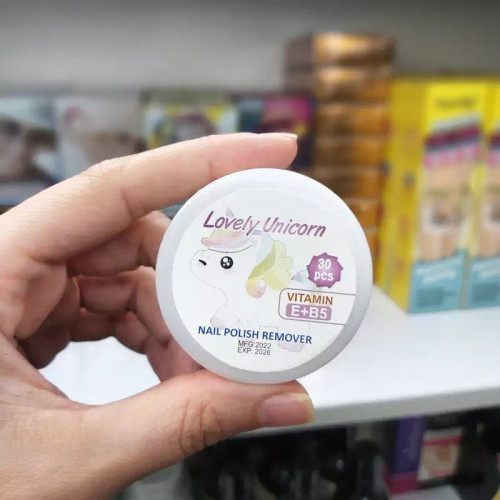 Lovely Unicorn
30
pcs
VITAMIN
E+B5
NAIL POLISH REMOVER
MFG:2022
EXP: 2026